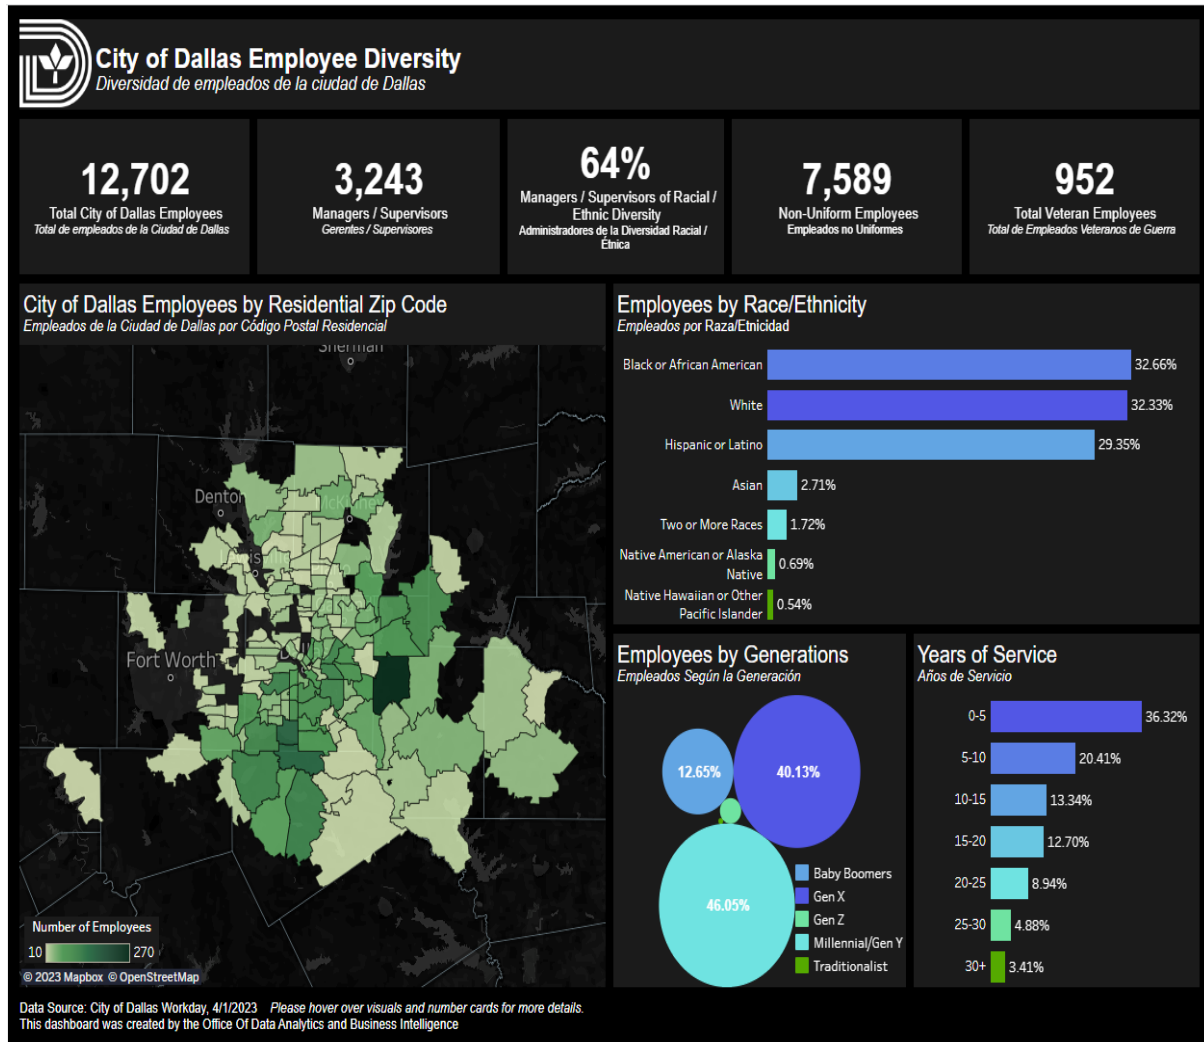 City of Dallas Employee Diversity
Diversidad de empleados de la ciudad de Dallas
12,702
Total City of Dallas Employees
Total de empleados de la Ciudad de Dallas
3,243
Managers / Supervisors
Gerentes / Supervisores
64%
Managers / Supervisors of Racial /
Ethnic Diversity
Administradores de la Diversidad Racial /
Étnica
7,589
Non-Uniform Employees
Empleados no Uniformes
952
Total Veteran Employees
Total de Empleados Veteranos de Guerra
City of Dallas Employees by Residential Zip Code
Empleados de la Ciudad de Dallas por Código Postal Residencial
Sherman
Denton
McKinney
Lewisville
Fort Worth
Number of Employees
10
270
© 2023 Mapbox © OpenStreetMap
Employees by Race/Ethnicity
Empleados por Raza/Etnicidad
Black or African American
32.66%
White
32.33%
Hispanic or Latino
29.35%
Asian
2.71%
Two or More Races
1.72%
Native American or Alaska
Native
0.69%
Native Hawaiian or Other
Pacific Islander
0.54%
Employees by Generations
Empleados Según la Generación
12.65%
40.13%
46.05%
Baby Boomers
Gen X
Gen Z
Millennial/Gen Y
Traditionalist
Years of Service
Años de Servicio
0-5
36.32%
5-10
20.41%
10-15
13.34%
15-20
12.70%
20-25
8.94%
25-30
4.88%
30+
3.41%
Data Source: City of Dallas Workday, 4/1/2023 Please hover over visuals and number cards for more details.
This dashboard was created by the Office Of Data Analytics and Business Intelligence